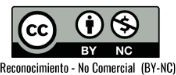 cc
BY NC
Reconocimiento - No Comercial (BY-NC)